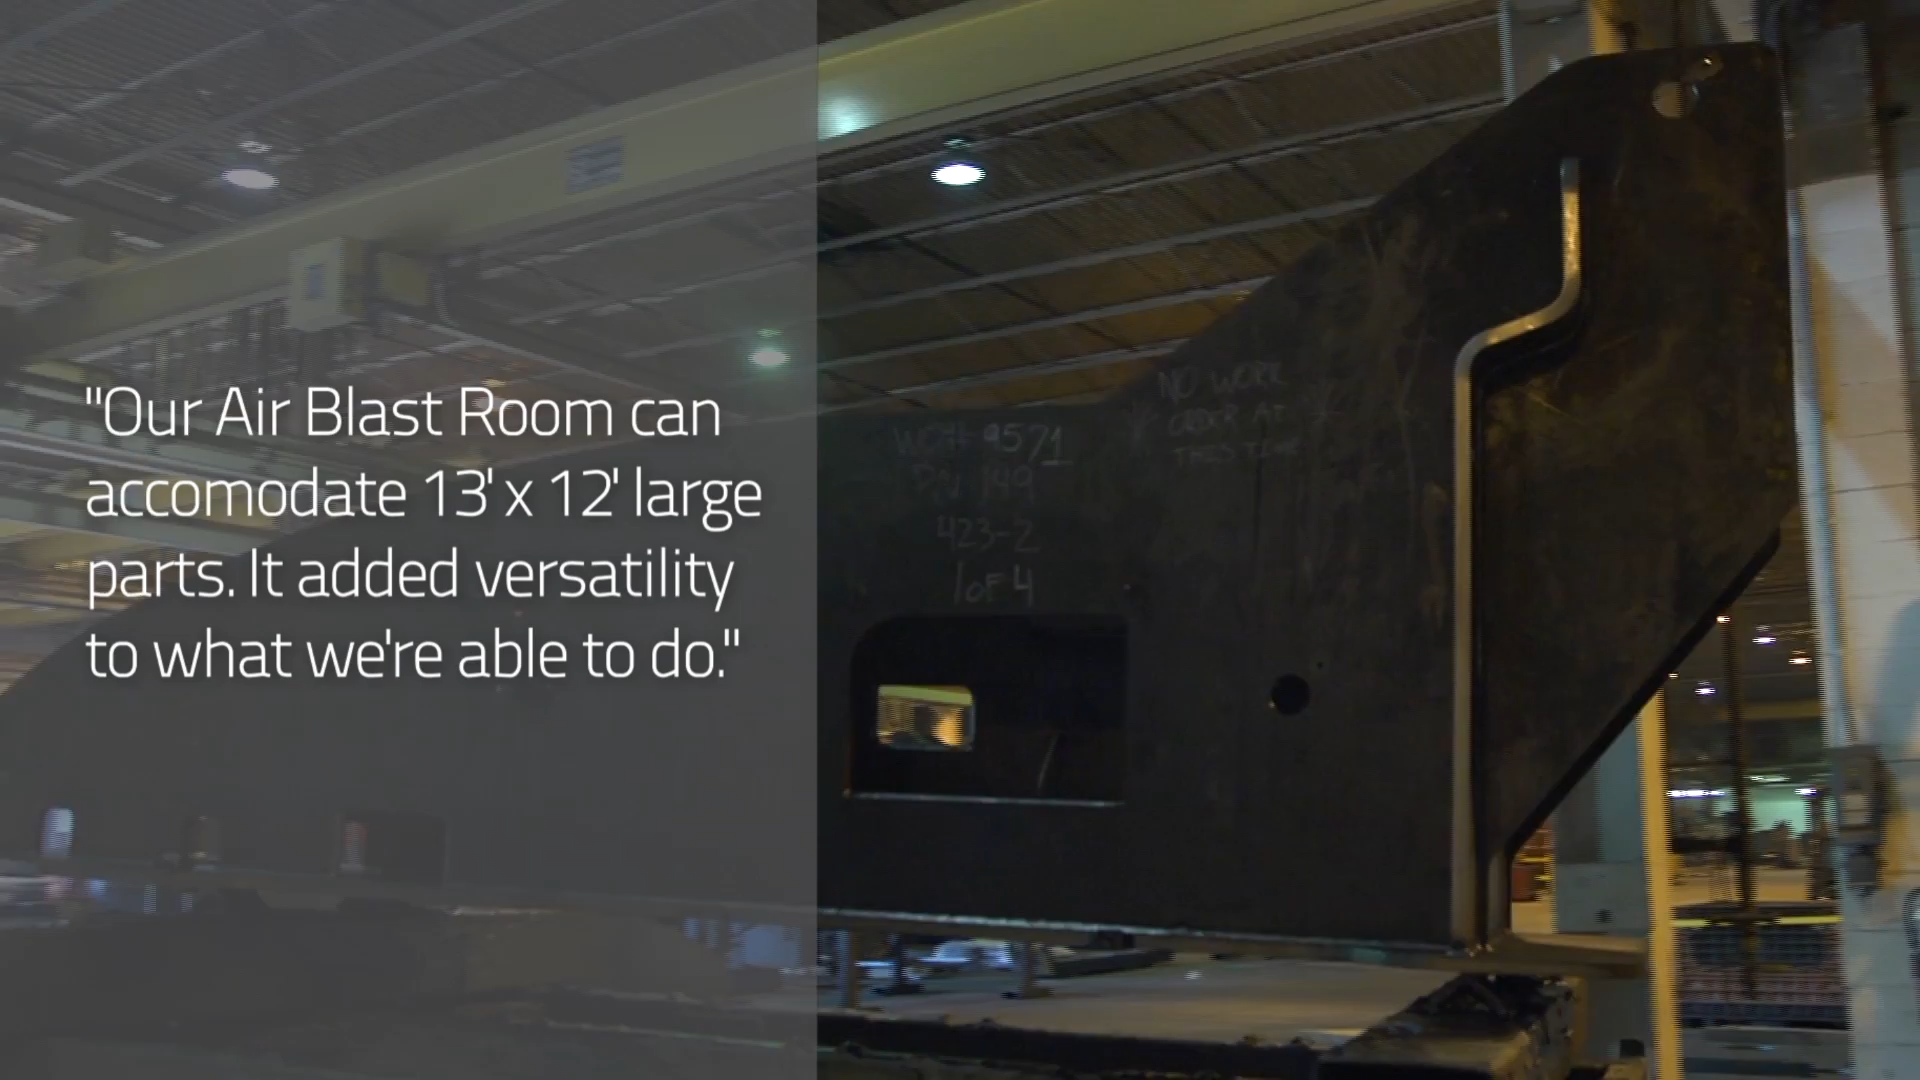 "Our Air Blast Room can
accomodate 13' x 12' large
parts. It added versatility
to what we're able to do."
WO# 9571
P/N 149
423-2
1 OF 4
NO WORK
ORDER AT
THIS TIME